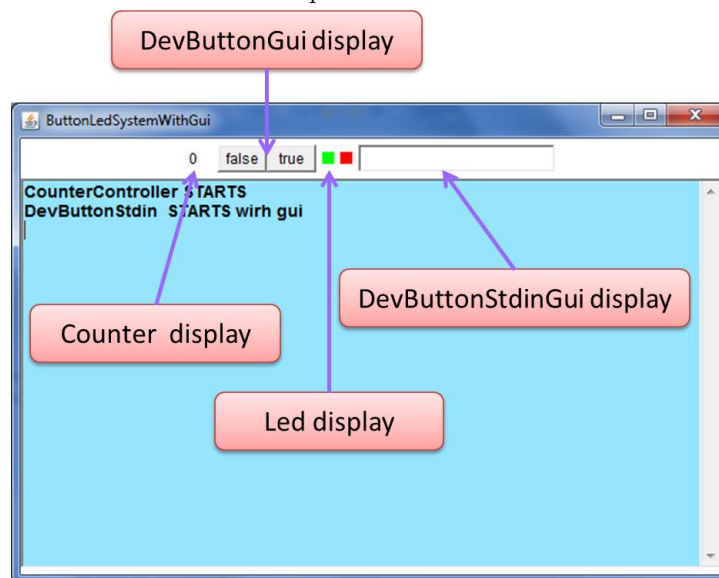 DevButtonGui display
ButtonLedSystemWithGui
0 false true
CounterController STARTS
DevButtonStdin STARTS wirh gui
DevButtonStdinGui display
Counter display
Led display